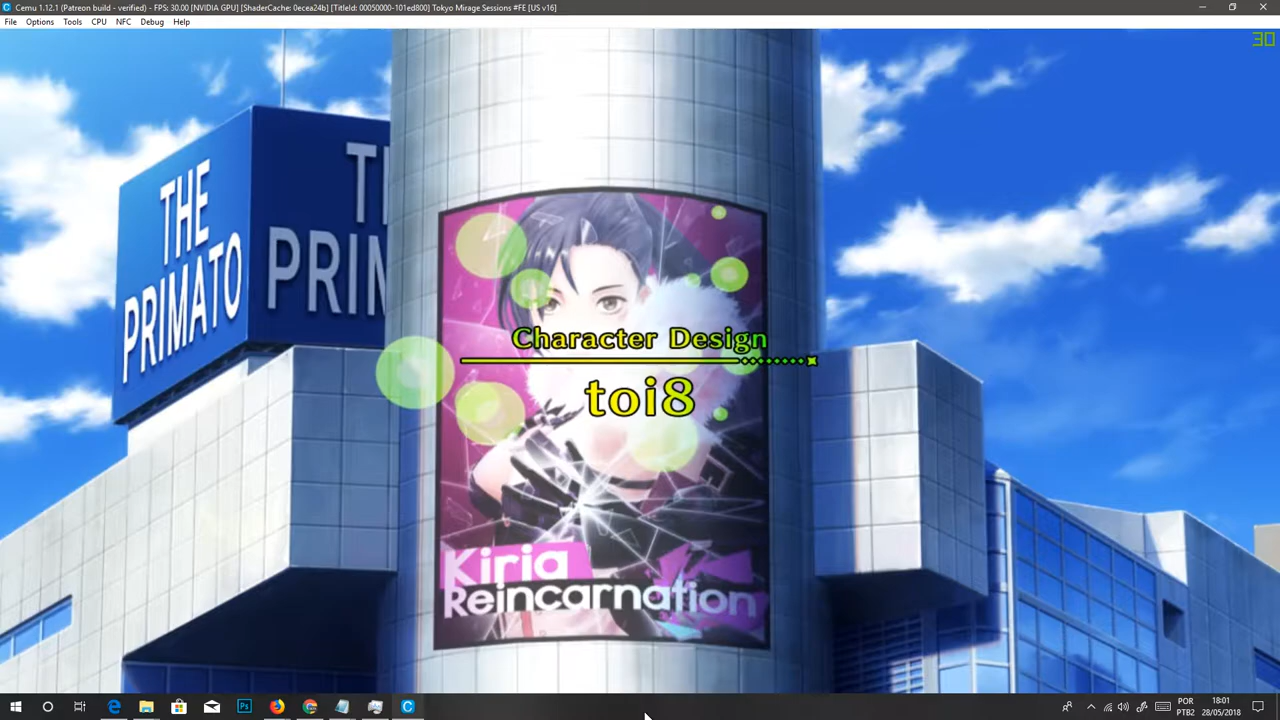 Cemu 1.12.1 (Patreon build - verified) - FPS: 30.00 [NVIDIA GPU] [ShaderCache: 0cea24b] [TitleId: 00050000-101ed800] Tokyo Mirage Sessions #FE [US v16]
File Options Tools CPU NFC Debug Help
30
THE
PRIMATO
PRIM
Character Design
toi8
Kiria
Reincarnation
POR
PTB2
18:01
28/05/2018